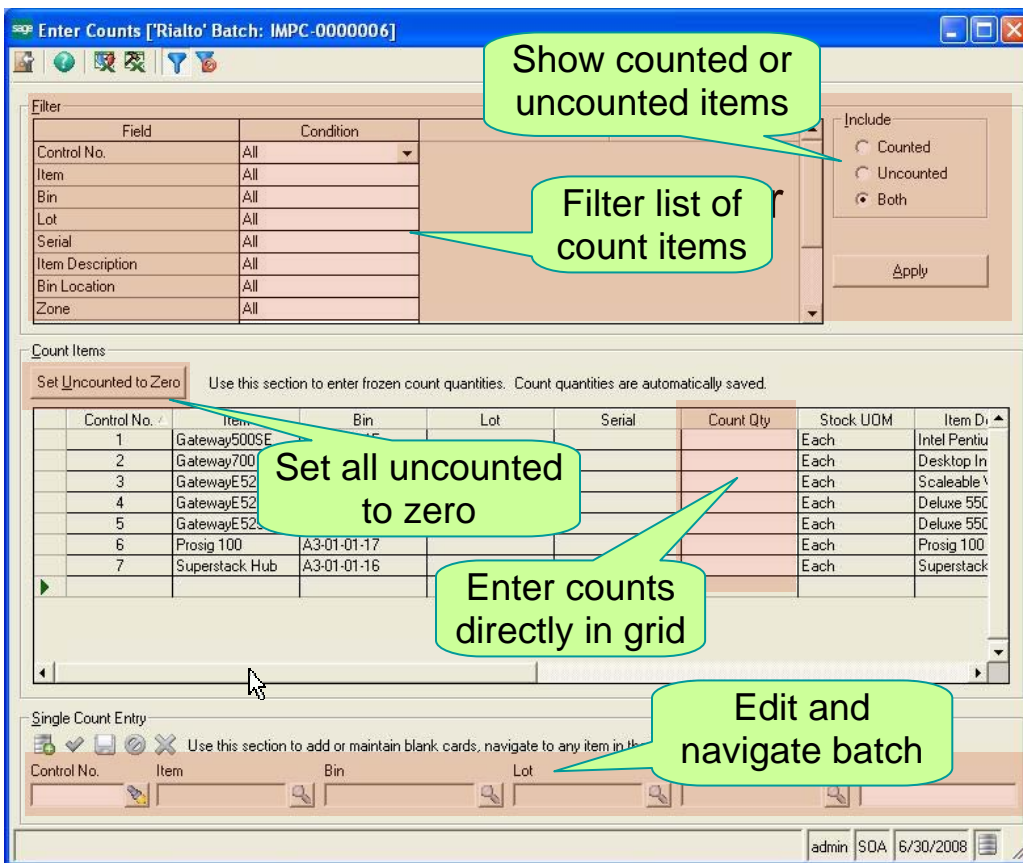 sage Enter Counts ['Rialto' Batch: IMPC-0000006]
Show counted or
uncounted items
Filter
Field Condition
Control No. All
Item All
Bin All
Lot All
Serial All
Item Description All
Bin Location All
Zone All
Filter list of
count items
Include
Counted
Uncounted
Both
Apply
Count Items
Set Uncounted to Zero Use this section to enter frozen count quantities. Count quantities are automatically saved.
Control No. Item Bin Lot Serial Count Qty Stock UOM Item D
1 Gateway500SE Each Intel Pentiu
2 Gateway700 Each Desktop In
3 GatewayE52 Each Scaleable
4 GatewayE52 Each Deluxe 550
5 GatewayE52 Each Deluxe 550
6 Prosig 100 A3-01-01-17 Each Prosig 100
7 Superstack Hub A3-01-01-16 Each Superstack
Set all uncounted
to zero
Enter counts
directly in grid
Edit and
navigate batch
Single Count Entry
Use this section to add or maintain blank cards, navigate to any item in the
Control No. Item Bin Lot
admin SOA 6/30/2008